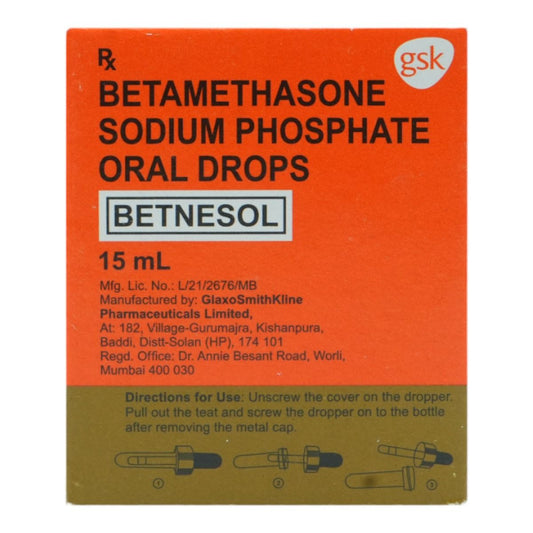 Rx
gsk
BETAMETHASONE
SODIUM PHOSPHATE
ORAL DROPS
BETNESOL
15 mL
Mfg. Lic. No.: L/21/2676/MB
Manufactured by: GlaxoSmithKline
Pharmaceuticals Limited,
At: 182, Village-Gurumajra, Kishanpura,
Baddi, Distt-Solan (HP), 174 101
Regd. Office: Dr. Annie Besant Road, Worli,
Mumbai 400 030
Directions for Use: Unscrew the cover on the dropper.
Pull out the teat and screw the dropper on to the bottle
after removing the metal cap.
1 2 3